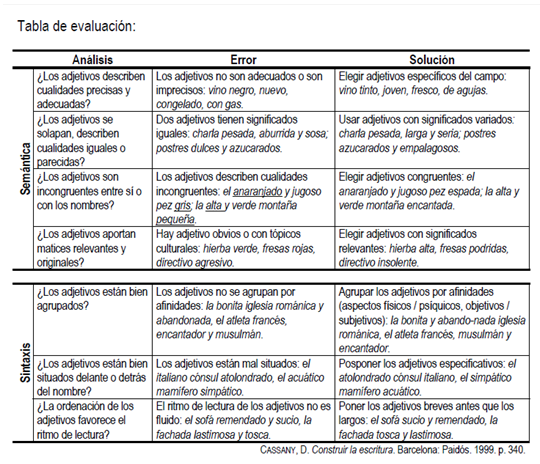 Tabla de evaluación:
Análisis Error Solución
Semántica
¿Los adjetivos describen
cualidades precisas y
adecuadas?
Los adjetivos no son adecuados o son
imprecisos: vino negro, nuevo,
congelado, con gas.
Elegir adjetivos específicos del campo:
vino tinto, joven, fresco, de agujas.
¿Los adjetivos se
solapan, describen
cualidades iguales o
parecidas?
Dos adjetivos tienen significados
iguales: charla pesada, aburrida y sosa;
postres dulces y azucarados.
Usar adjetivos con significados variados:
charla pesada, larga y seria; postres
azucarados y empalagosos.
¿Los adjetivos son
incongruentes entre sí o
con los nombres?
Los adjetivos describen cualidades
incongruentes: el anaranjado y jugoso
pez gris; la alta y verde montaña
pequeña.
Elegir adjetivos congruentes: el
anaranjado y jugoso pez espada; la alta y
verde montaña encantada.
¿Los adjetivos aportan
matices relevantes y
originales?
Hay adjetivo obvios o con tópicos
culturales: hierba verde, fresas rojas,
directivo agresivo.
Elegir adjetivos con significados
relevantes: hierba alta, fresas podridas,
directivo insolente.
Sintaxis
¿Los adjetivos están bien
agrupados?
Los adjetivos no se agrupan por
afinidades: la bonita iglesia romànica y
abandonada, el atleta francès,
encantador y musulmán.
Agrupar los adjetivos por afinidades
(aspectos físicos / psíquicos, objetivos /
subjetivos): la bonita y abando-nada iglesia
romànica, el atleta francès, musulmán y
encantador.
¿Los adjetivos están bien
situados delante o detrás
del nombre?
Los adjetivos están mal situados: el
italiano cònsul atolondrado, el acuático
mamífero simpàtico.
Posponer los adjetivos especificativos: el
atolondrado cònsul italiano, el simpàtico
mamífero acuàtico.
¿La ordenación de los
adjetivos favorece el
ritmo de lectura?
El ritmo de lectura de los adjetivos no es
fluido: el sofà remendado y sucio, la
fachada lastimosa y tosca.
Poner los adjetivos breves antes que los
largos: el sofà sucio y remendado, la
fachada tosca y lastimosa.
CASSANY, D. Construir la escritura. Barcelona: Paidós. 1999. p. 340.